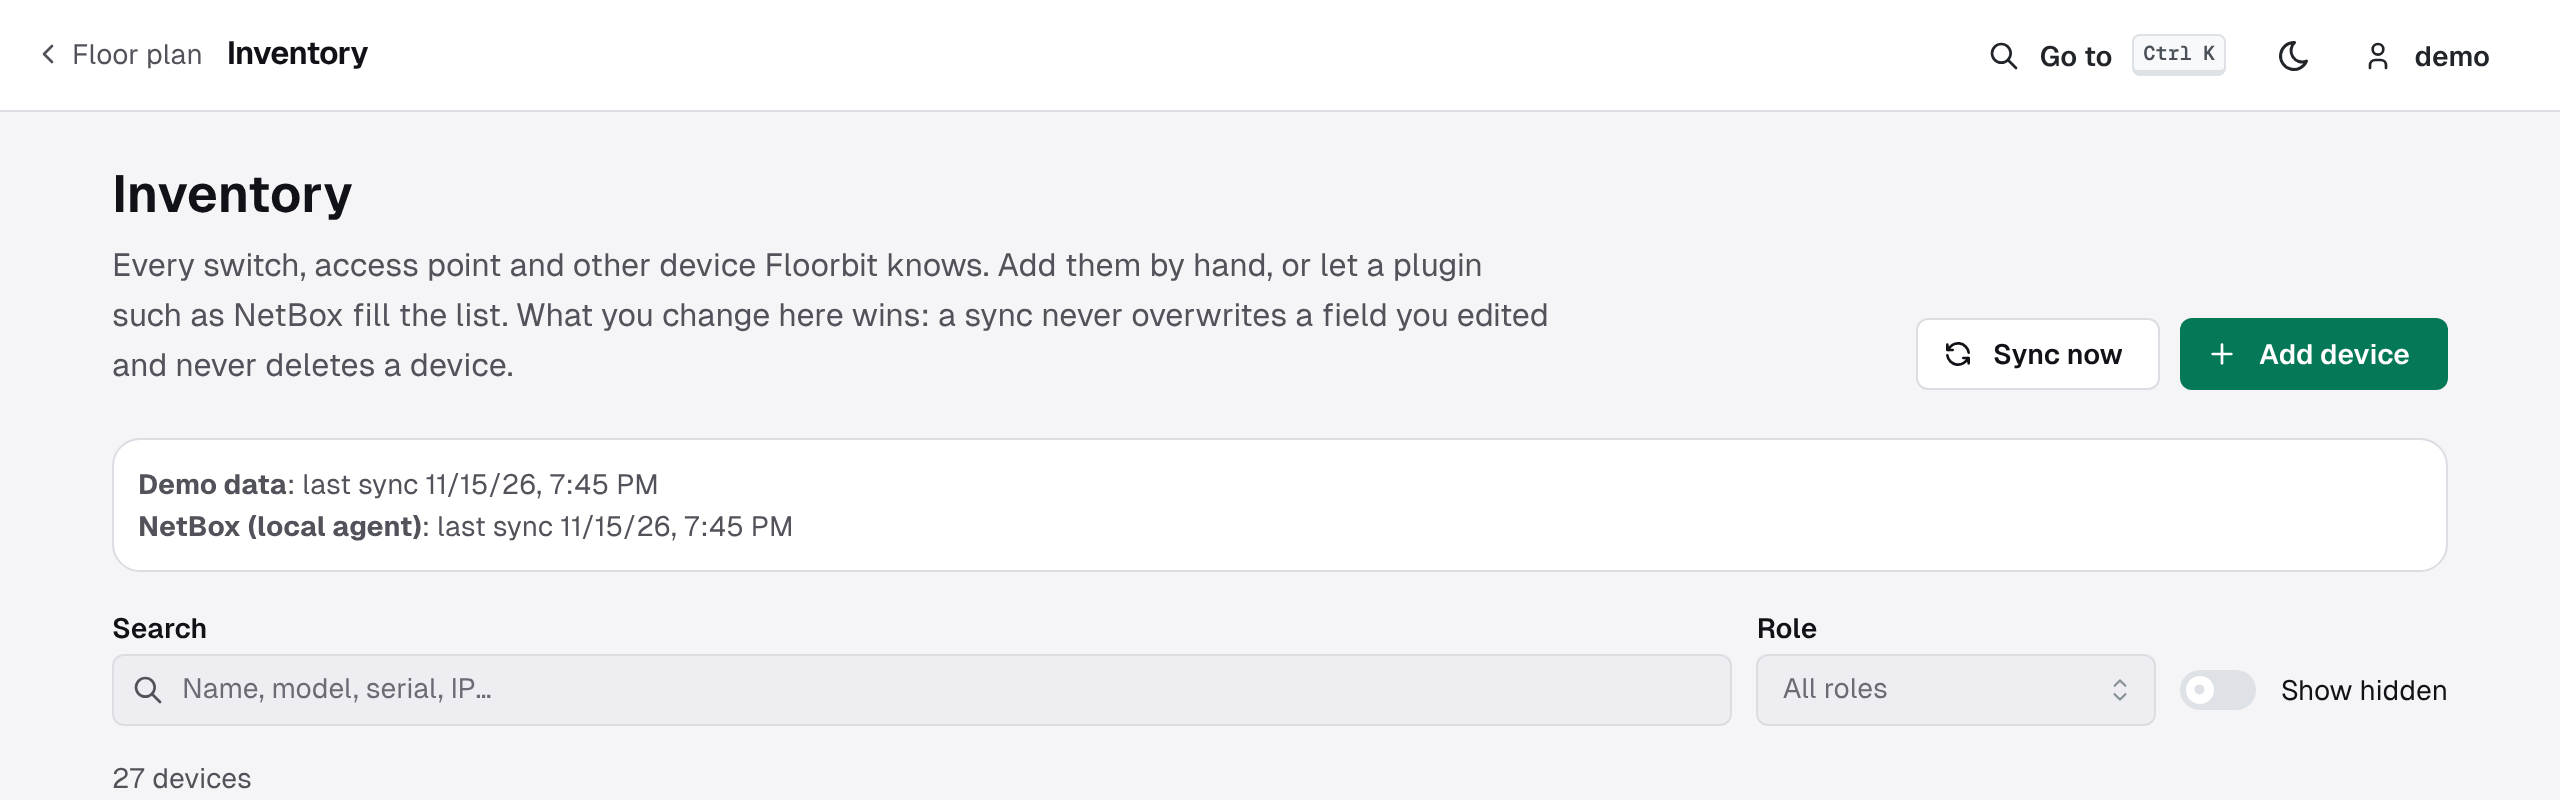 Floor plan Inventory
Go to Ctrl K demo
Inventory
Every switch, access point and other device Floorbit knows. Add them by hand, or let a plugin
such as NetBox fill the list. What you change here wins: a sync never overwrites a field you edited
and never deletes a device.
Sync now
Add device
Demo data: last sync 11/15/26, 7:45 PM
NetBox (local agent): last sync 11/15/26, 7:45 PM
Search
Role
Name, model, serial, IP…
All roles
Show hidden
27 devices